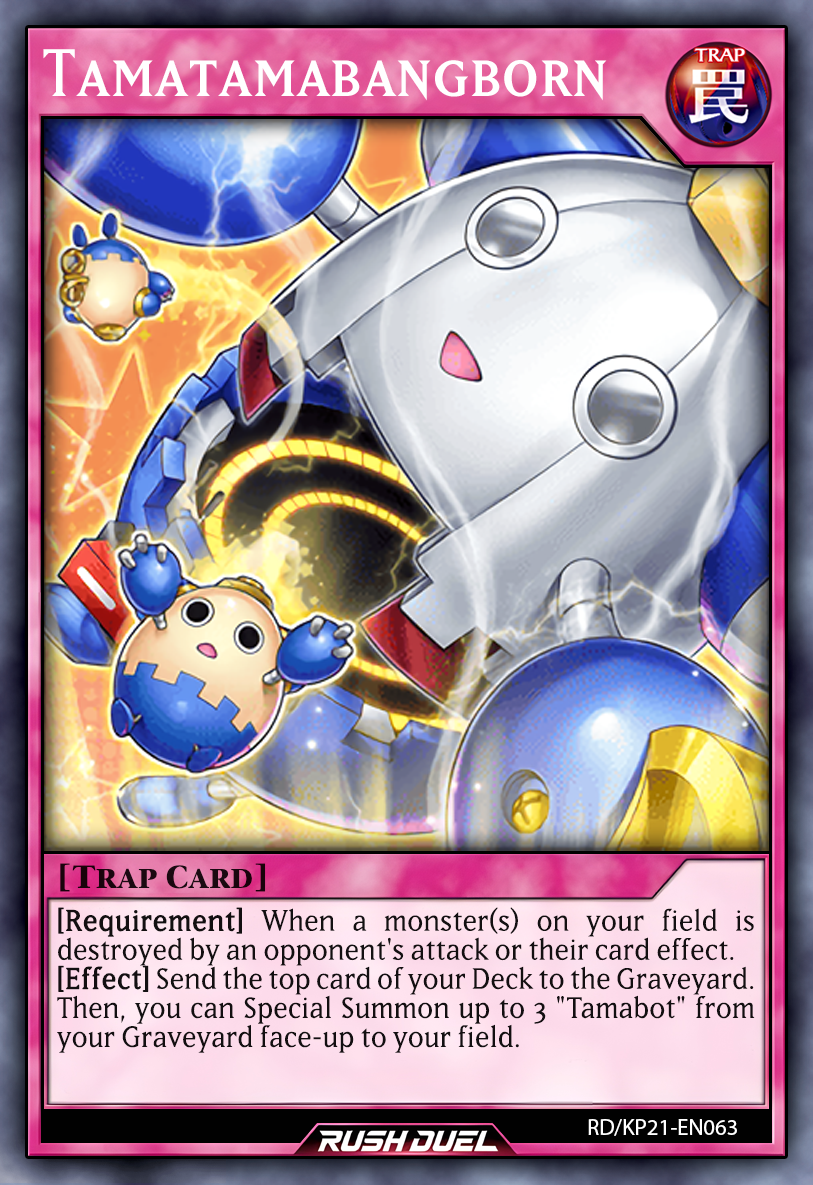 Tamatamabangborn
TRAP
罠
[Trap Card]
[Requirement] When a monster(s) on your field is
destroyed by an opponent's attack or their card effect.
[Effect] Send the top card of your Deck to the Graveyard.
Then, you can Special Summon up to 3 "Tamabot" from
your Graveyard face-up to your field.
RD/KP21-EN063
RUSH DUEL